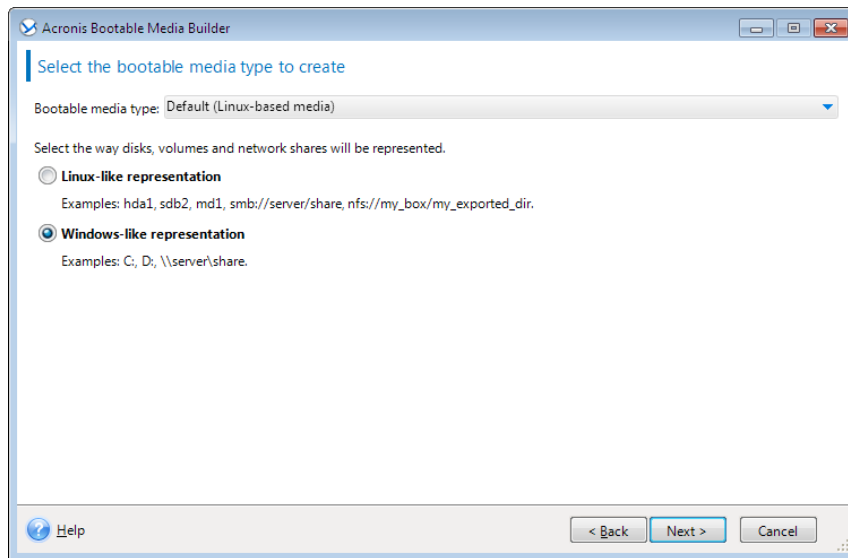 Acronis Bootable Media Builder
Select the bootable media type to create
Bootable media type: Default (Linux-based media)
Select the way disks, volumes and network shares will be represented.
Linux-like representation
Examples: hda1, sdb2, md1, smb://server/share, nfs://my_box/my_exported_dir.
Windows-like representation
Examples: C:, D:, \\server\share.
Help
< Back
Next >
Cancel